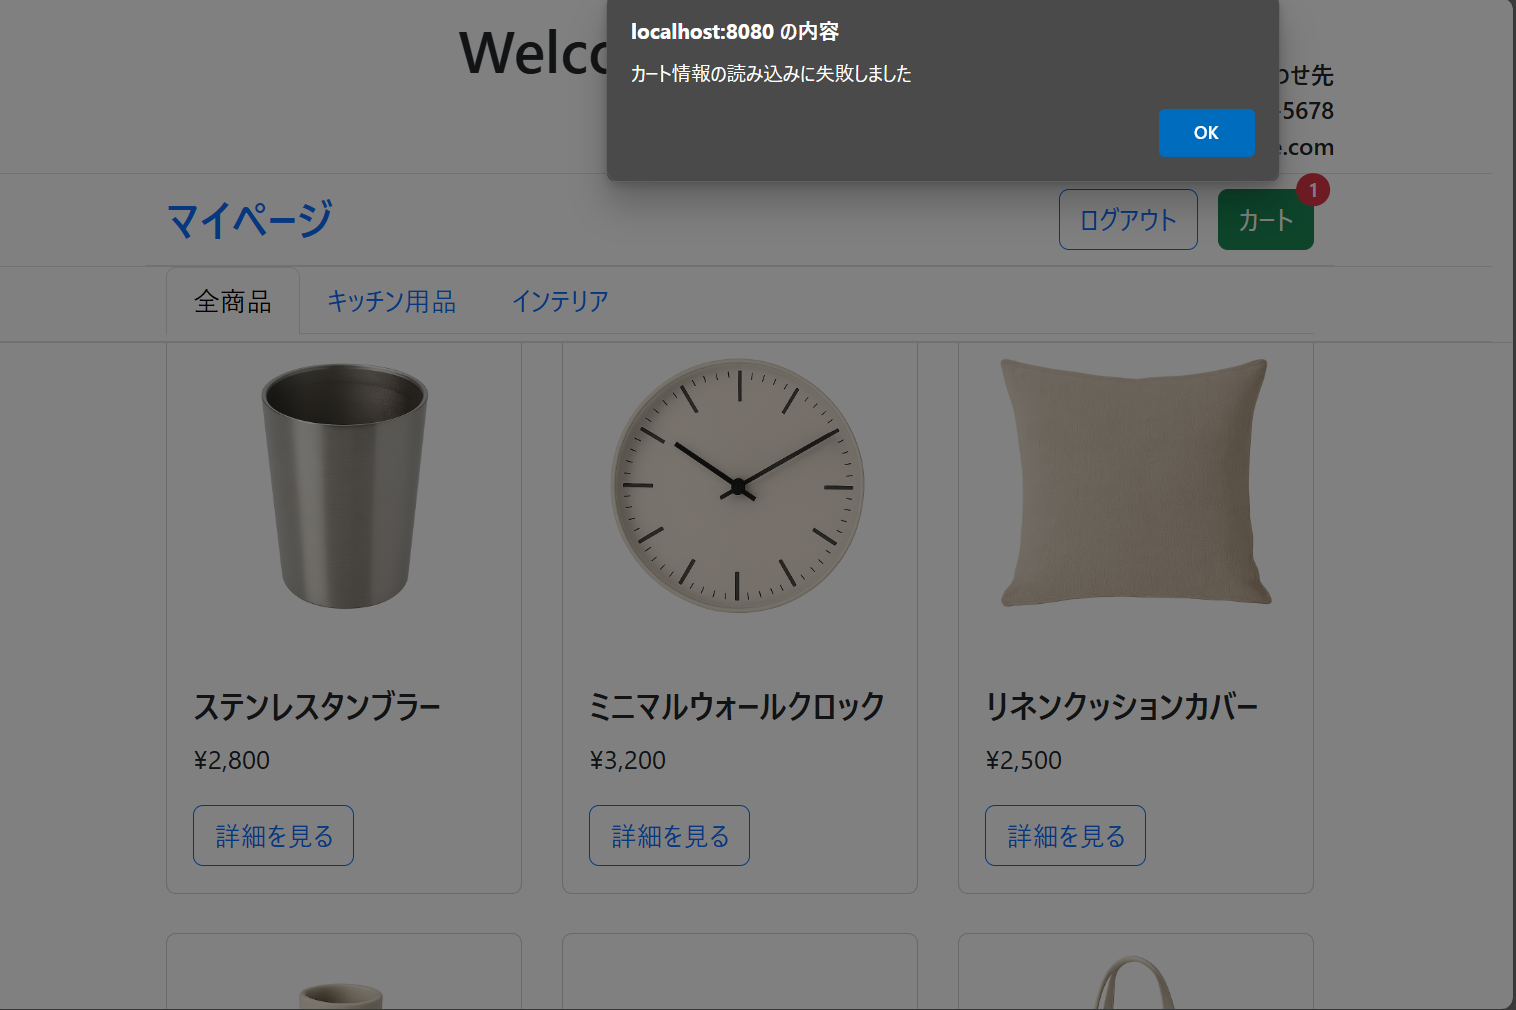 localhost:8080 の内容
カート情報の読み込みに失敗しました
OK
わせ先
-5678
e.com
マイページ
ログアウト
カート
1
全商品
キッチン用品
インテリア
ステンレスタンブラー
ミニマルウォールクロック
リネンクッションカバー
¥2,800
¥3,200
¥2,500
詳細を見る
詳細を見る
詳細を見る